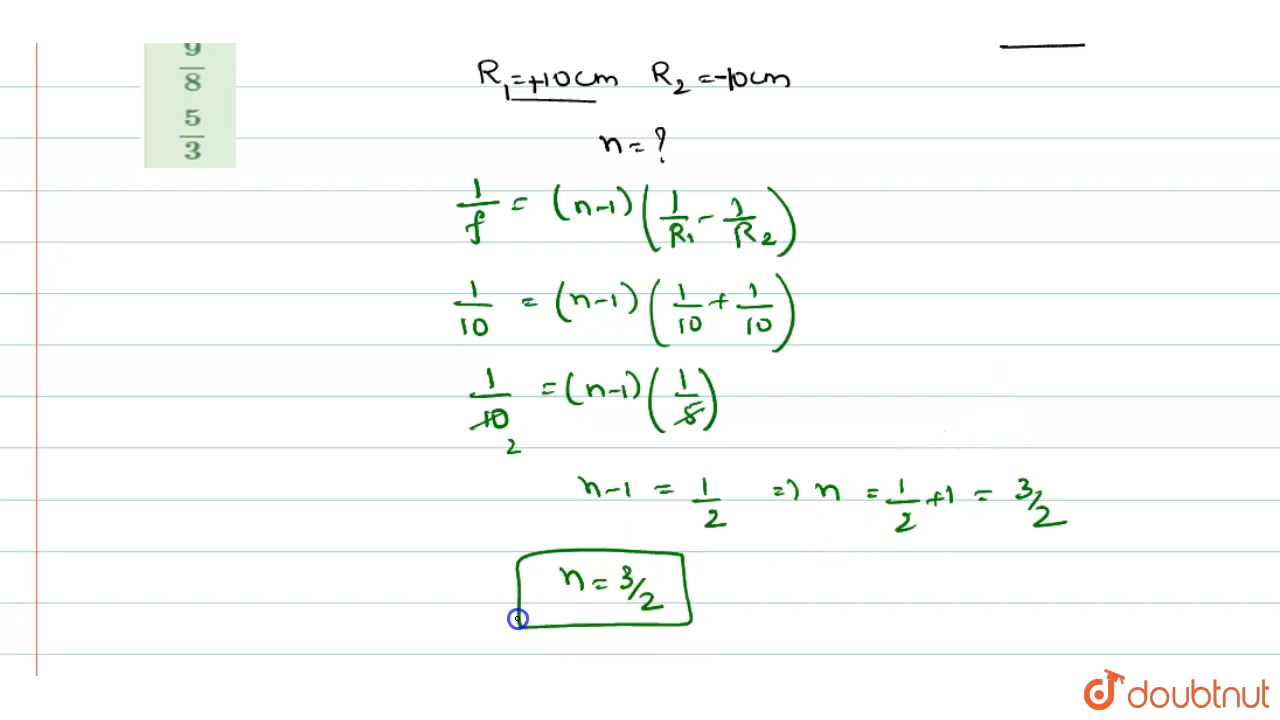 9/8
5/3
R₁=+10cm R₂=-10cm
n=?
1/f = (n-1)(1/R₁ - 1/R₂)
1/10 = (n-1)(1/10 + 1/10)
1/10 = (n-1)(1/5)
2
n-1 = 1/2 => n = 1/2 +1 = 3/2
n=3/2
doubtnut